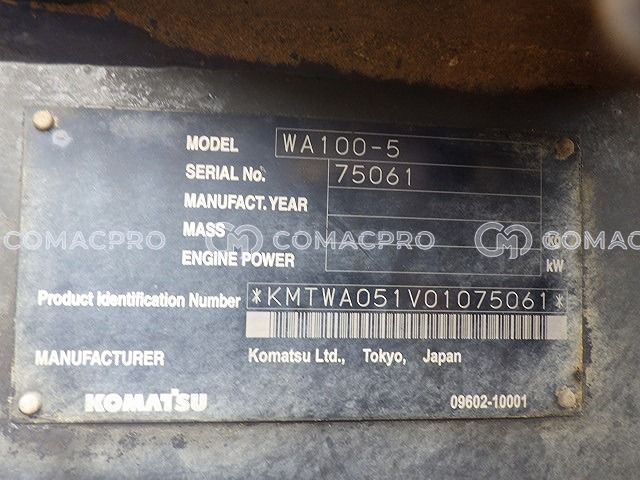 MODEL WA100-5
SERIAL No. 75061
MANUFACT. YEAR
MASS kg
ENGINE POWER kW
COMACPRO COMACPRO COMACPRO
Product Identification Number *KMTWA051V01075061*
MANUFACTURER Komatsu Ltd., Tokyo, Japan
KOMATSU 09602-10001